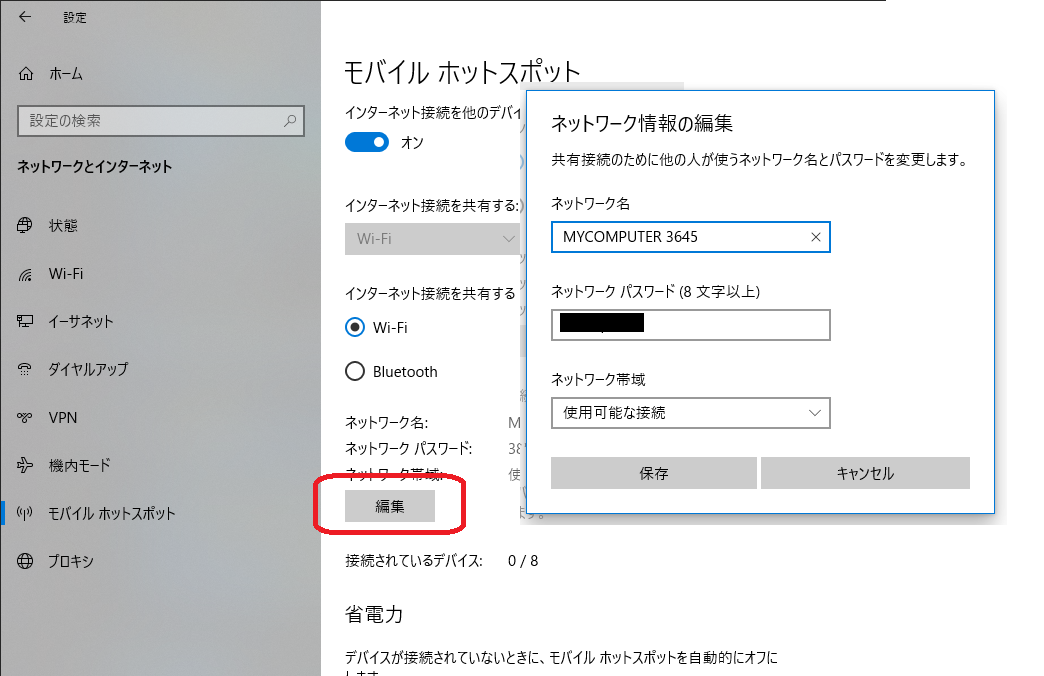 設定
ホーム
設定の検索
ネットワークとインターネット
状態
Wi-Fi
イーサネット
ダイヤルアップ
VPN
機内モード
モバイル ホットスポット
プロキシ
モバイル ホットスポット
インターネット接続を他のデバイ
オン
インターネット接続を共有する:
Wi-Fi
インターネット接続を共有する
Wi-Fi
Bluetooth
ネットワーク名:
M
ネットワーク パスワード:
38
ネットワーク帯域:
使
編集
接続されているデバイス:
0 / 8
省電力
デバイスが接続されていないときに、モバイル ホットスポットを自動的にオフに
します。
ネットワーク情報の編集
共有接続のために他の人が使うネットワーク名とパスワードを変更します。
ネットワーク名
MYCOMPUTER 3645
ネットワーク パスワード (8 文字以上)
ネットワーク帯域
使用可能な接続
保存
キャンセル